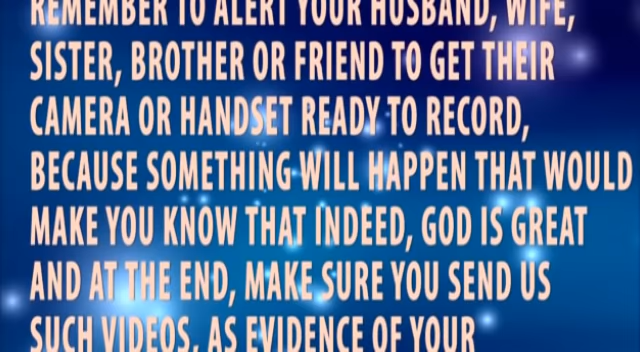 REMEMBER TO ALERT YOUR HUSBAND, WIFE,
SISTER, BROTHER OR FRIEND TO GET THEIR
CAMERA OR HANDSET READY TO RECORD,
BECAUSE SOMETHING WILL HAPPEN THAT WOULD
MAKE YOU KNOW THAT INDEED, GOD IS GREAT
AND AT THE END, MAKE SURE YOU SEND US
SUCH VIDEOS, AS EVIDENCE OF YOUR